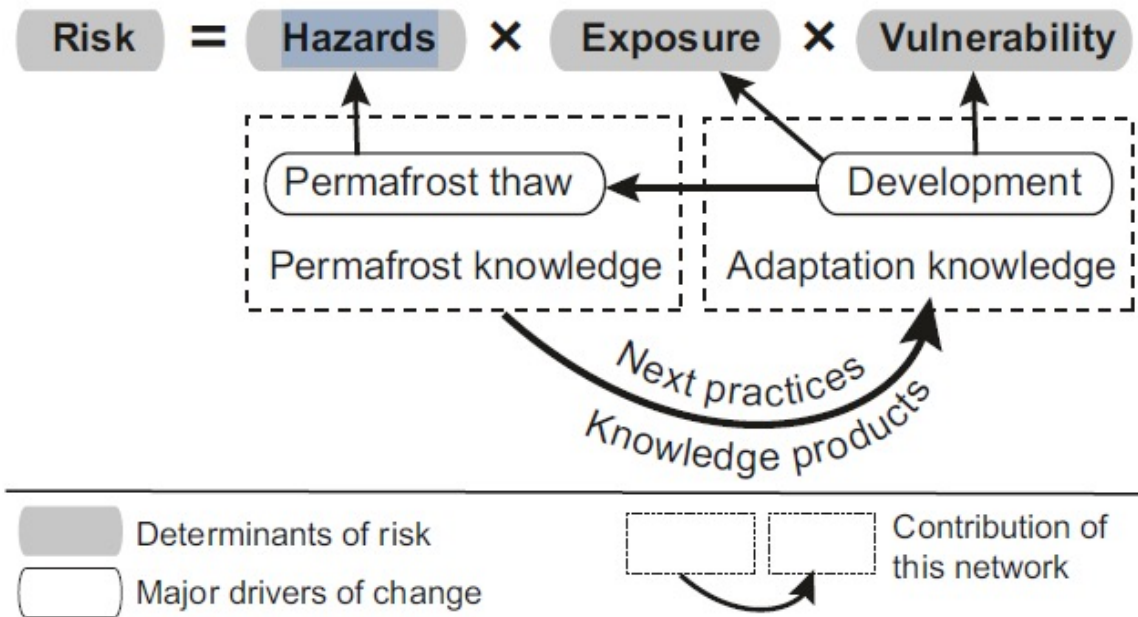 Risk = Hazards × Exposure × Vulnerability
Permafrost thaw
Development
Permafrost knowledge
Adaptation knowledge
Next practices
Knowledge products
Determinants of risk
Major drivers of change
Contribution of
this network